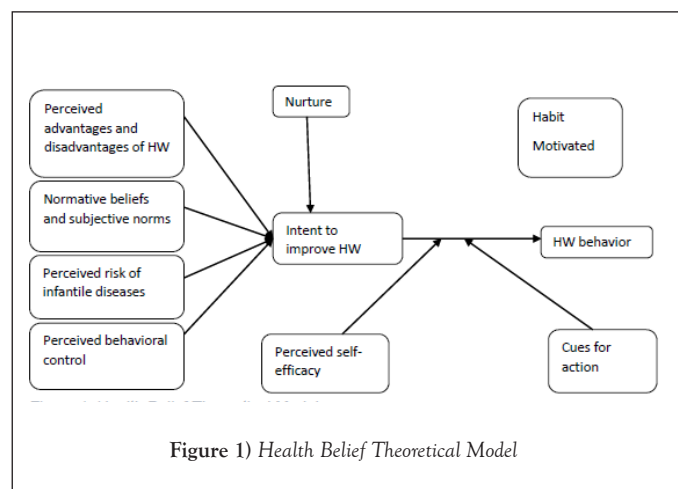 Perceived
advantages and
disadvantages of HW
Normative beliefs
and subjective norms
Perceived risk of
infantile diseases
Perceived behavioral
control
Nurture
Intent to
improve HW
Perceived self-
efficacy
Habit
Motivated
HW behavior
Cues for
action
Figure 1) Health Belief Theoretical Model